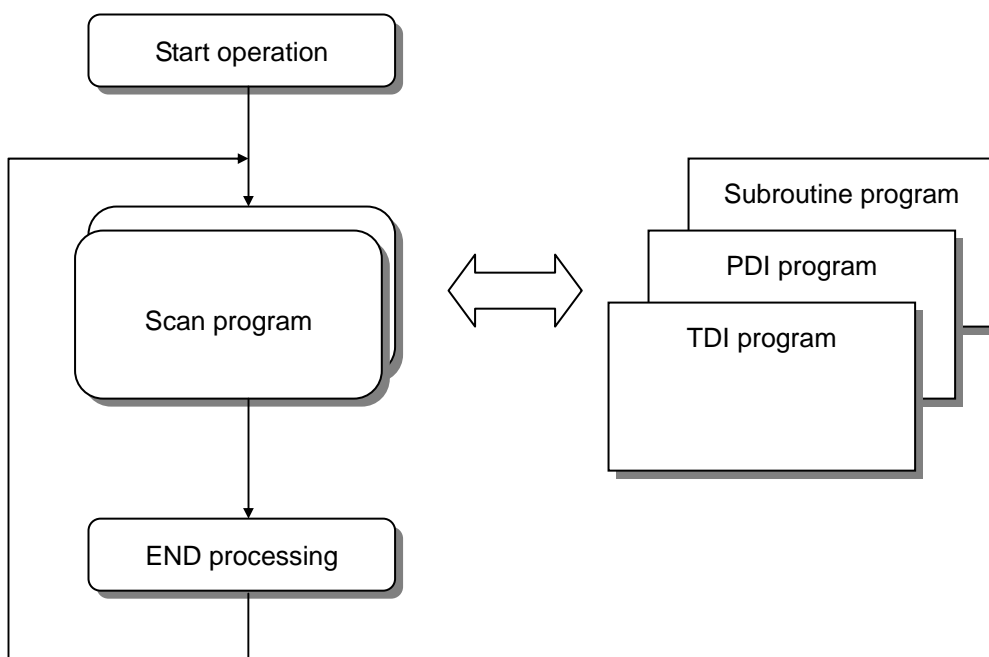 Start operation
Subroutine program
PDI program
TDI program
Scan program
END processing